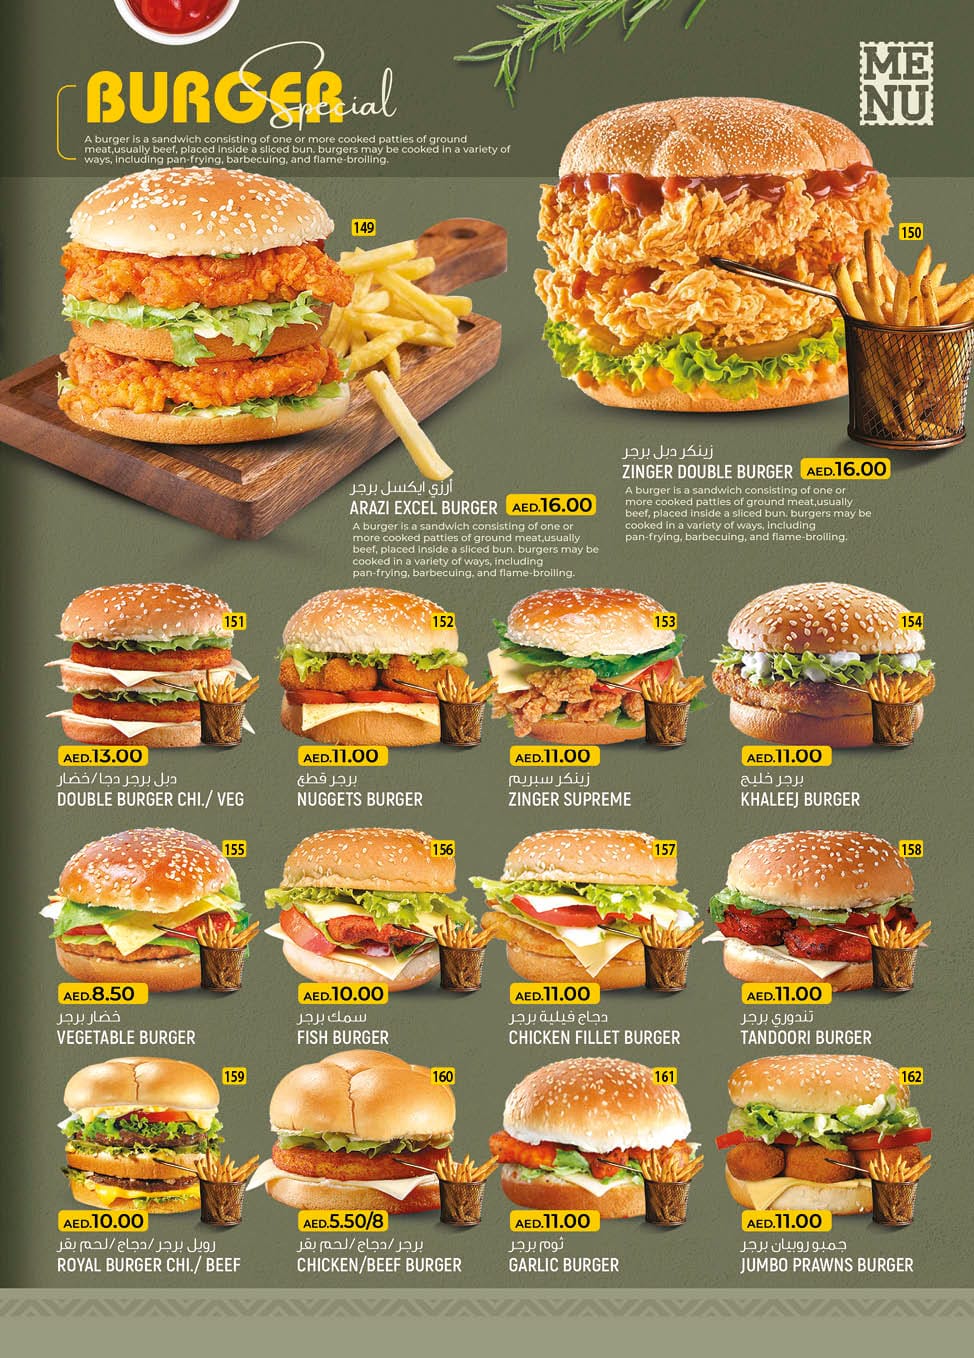 BURGER
Special
ME
NU
A burger is a sandwich consisting of one or more cooked patties of ground
meat,usually beef, placed inside a sliced bun. burgers may be cooked in a variety of
ways, including pan-frying, barbecuing, and flame-broiling.
149
أرزي ايكسل برجر
ARAZI EXCEL BURGER AED.16.00
A burger is a sandwich consisting of one or
more cooked patties of ground meat,usually
beef, placed inside a sliced bun. burgers may be
cooked in a variety of ways, including
pan-frying, barbecuing, and flame-broiling.
150
زينكر دبل برجر
ZINGER DOUBLE BURGER AED.16.00
A burger is a sandwich consisting of one or
more cooked patties of ground meat,usually
beef, placed inside a sliced bun. burgers may be
cooked in a variety of ways, including
pan-frying, barbecuing, and flame-broiling.
151
AED.13.00
دبل برجر دجا/خضار
DOUBLE BURGER CHI./ VEG
152
AED.11.00
برجر قطع
NUGGETS BURGER
153
AED.11.00
زينكر سبريم
ZINGER SUPREME
154
AED.11.00
برجر خليج
KHALEEJ BURGER
155
AED.8.50
خضار برجر
VEGETABLE BURGER
156
AED.10.00
سمك برجر
FISH BURGER
157
AED.11.00
دجاج فيلية برجر
CHICKEN FILLET BURGER
158
AED.11.00
تندوري برجر
TANDOORI BURGER
159
AED.10.00
رويل برجر/دجاج/لحم بقر
ROYAL BURGER CHI./ BEEF
160
AED.5.50/8
برجر/دجاج/لحم بقر
CHICKEN/BEEF BURGER
161
AED.11.00
ثوم برجر
GARLIC BURGER
162
AED.11.00
جمبو روبيان برجر
JUMBO PRAWNS BURGER